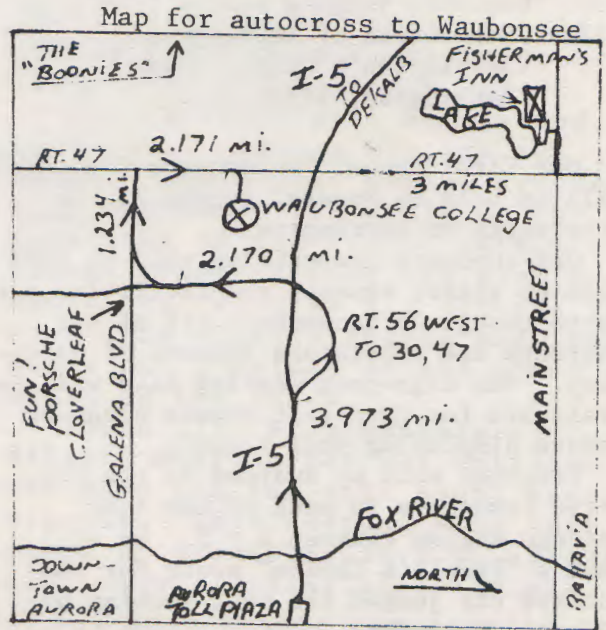 Map for autocross to Waubonsee
THE
"BOONIES"
I-5
TO
DEKALB
FISHERMAN'S
INN
LAKE
RT. 47
2.171 mi.
RT. 47
3 MILES
WAUBONSEE COLLEGE
1.234 mi.
2.170 mi.
RT. 56 WEST
TO 30, 47
FUN!
PORSCHE
CLOVERLEAF
GALENA BLVD
MAIN STREET
3.973 mi.
I-5
FOX RIVER
DOWN-
TOWN
AURORA
AURORA
TOLL PLAZA
NORTH
BATAVIA